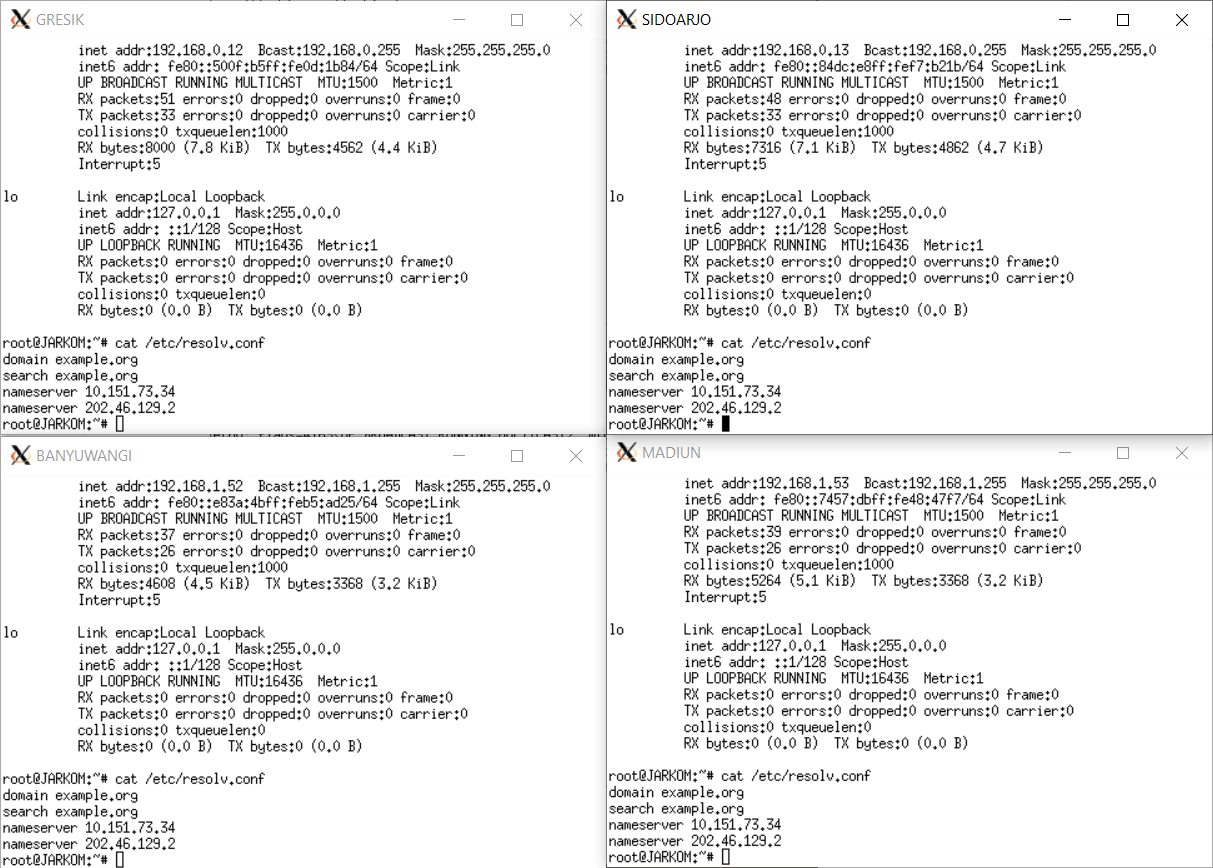 GRESIK
inet addr:192.168.0.12  Bcast:192.168.0.255  Mask:255.255.255.0
inet6 addr: fe80::500f:b5ff:fe0d:1b84/64 Scope:Link
UP BROADCAST RUNNING MULTICAST  MTU:1500  Metric:1
RX packets:51 errors:0 dropped:0 overruns:0 frame:0
TX packets:33 errors:0 dropped:0 overruns:0 carrier:0
collisions:0 txqueuelen:1000
RX bytes:8000 (7.8 KiB)  TX bytes:4562 (4.4 KiB)
Interrupt:5
lo        Link encap:Local Loopback
inet addr:127.0.0.1  Mask:255.0.0.0
inet6 addr: ::1/128 Scope:Host
UP LOOPBACK RUNNING  MTU:16436  Metric:1
RX packets:0 errors:0 dropped:0 overruns:0 frame:0
TX packets:0 errors:0 dropped:0 overruns:0 carrier:0
collisions:0 txqueuelen:0
RX bytes:0 (0.0 B)  TX bytes:0 (0.0 B)
root@JARKOM:~# cat /etc/resolv.conf
domain example.org
search example.org
nameserver 10.151.73.34
nameserver 202.46.129.2
root@JARKOM:~#
SIDOARJO
inet addr:192.168.0.13  Bcast:192.168.0.255  Mask:255.255.255.0
inet6 addr: fe80::84dc:e8ff:fef7:b21b/64 Scope:Link
UP BROADCAST RUNNING MULTICAST  MTU:1500  Metric:1
RX packets:48 errors:0 dropped:0 overruns:0 frame:0
TX packets:33 errors:0 dropped:0 overruns:0 carrier:0
collisions:0 txqueuelen:1000
RX bytes:7316 (7.1 KiB)  TX bytes:4862 (4.7 KiB)
Interrupt:5
lo        Link encap:Local Loopback
inet addr:127.0.0.1  Mask:255.0.0.0
inet6 addr: ::1/128 Scope:Host
UP LOOPBACK RUNNING  MTU:16436  Metric:1
RX packets:0 errors:0 dropped:0 overruns:0 frame:0
TX packets:0 errors:0 dropped:0 overruns:0 carrier:0
collisions:0 txqueuelen:0
RX bytes:0 (0.0 B)  TX bytes:0 (0.0 B)
root@JARKOM:~# cat /etc/resolv.conf
domain example.org
search example.org
nameserver 10.151.73.34
nameserver 202.46.129.2
root@JARKOM:~#
BANYUWANGI
inet addr:192.168.1.52  Bcast:192.168.1.255  Mask:255.255.255.0
inet6 addr: fe80::e83a:4bff:feb5:ad25/64 Scope:Link
UP BROADCAST RUNNING MULTICAST  MTU:1500  Metric:1
RX packets:37 errors:0 dropped:0 overruns:0 frame:0
TX packets:26 errors:0 dropped:0 overruns:0 carrier:0
collisions:0 txqueuelen:1000
RX bytes:4608 (4.5 KiB)  TX bytes:3368 (3.2 KiB)
Interrupt:5
lo        Link encap:Local Loopback
inet addr:127.0.0.1  Mask:255.0.0.0
inet6 addr: ::1/128 Scope:Host
UP LOOPBACK RUNNING  MTU:16436  Metric:1
RX packets:0 errors:0 dropped:0 overruns:0 frame:0
TX packets:0 errors:0 dropped:0 overruns:0 carrier:0
collisions:0 txqueuelen:0
RX bytes:0 (0.0 B)  TX bytes:0 (0.0 B)
root@JARKOM:~# cat /etc/resolv.conf
domain example.org
search example.org
nameserver 10.151.73.34
nameserver 202.46.129.2
root@JARKOM:~#
MADIUN
inet addr:192.168.1.53  Bcast:192.168.1.255  Mask:255.255.255.0
inet6 addr: fe80::7457:dbff:fe48:47f7/64 Scope:Link
UP BROADCAST RUNNING MULTICAST  MTU:1500  Metric:1
RX packets:39 errors:0 dropped:0 overruns:0 frame:0
TX packets:26 errors:0 dropped:0 overruns:0 carrier:0
collisions:0 txqueuelen:1000
RX bytes:5264 (5.1 KiB)  TX bytes:3368 (3.2 KiB)
Interrupt:5
lo        Link encap:Local Loopback
inet addr:127.0.0.1  Mask:255.0.0.0
inet6 addr: ::1/128 Scope:Host
UP LOOPBACK RUNNING  MTU:16436  Metric:1
RX packets:0 errors:0 dropped:0 overruns:0 frame:0
TX packets:0 errors:0 dropped:0 overruns:0 carrier:0
collisions:0 txqueuelen:0
RX bytes:0 (0.0 B)  TX bytes:0 (0.0 B)
root@JARKOM:~# cat /etc/resolv.conf
domain example.org
search example.org
nameserver 10.151.73.34
nameserver 202.46.129.2
root@JARKOM:~#